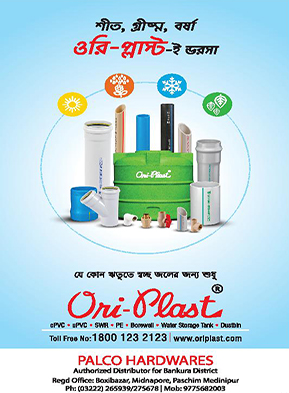 শীত, গ্রীষ্ম, বর্ষা
ওরি-প্লাস্ট-ই ভরসা
Ori-Plast
যে কোন ঋতুতে স্বচ্ছ জলের জন্য শুধু
Ori-Plast®
cPVC • uPVC • SWR • PE • Borewell • Water Storage Tank • Dustbin
Toll Free No: 1800 123 2123 | www.oriplast.com
PALCO HARDWARES
Authorized Distributor for Bankura District
Regd Office: Boxibazar, Midnapore, Paschim Medinipur
Ph: (03222) 265939/275678 | Mob: 9775682003